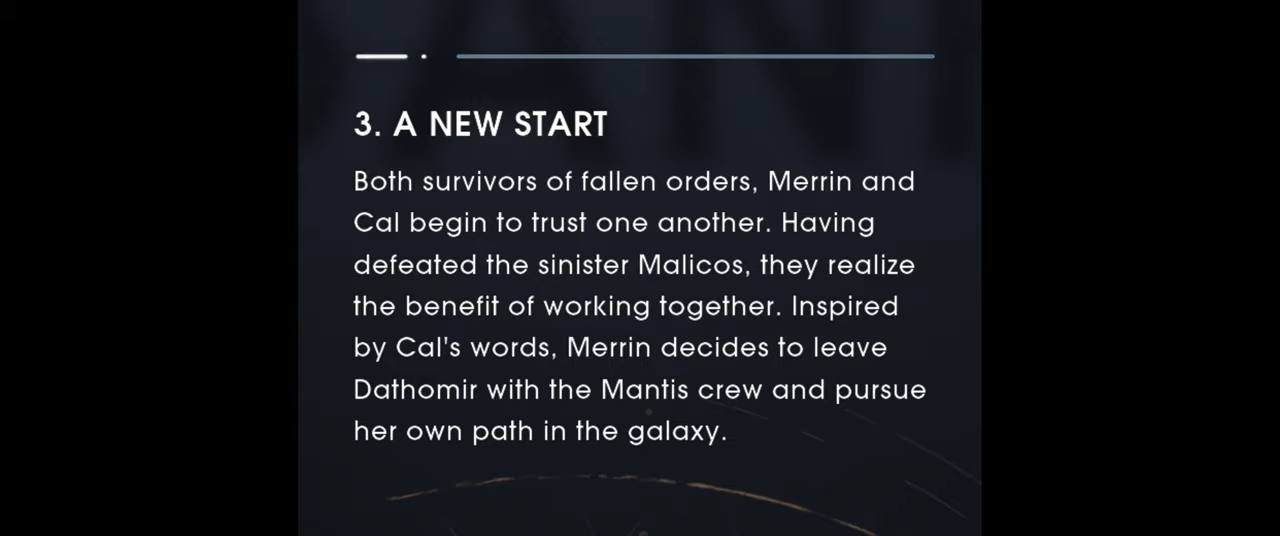 3. A NEW START
Both survivors of fallen orders, Merrin and
Cal begin to trust one another. Having
defeated the sinister Malicos, they realize
the benefit of working together. Inspired
by Cal's words, Merrin decides to leave
Dathomir with the Mantis crew and pursue
her own path in the galaxy.